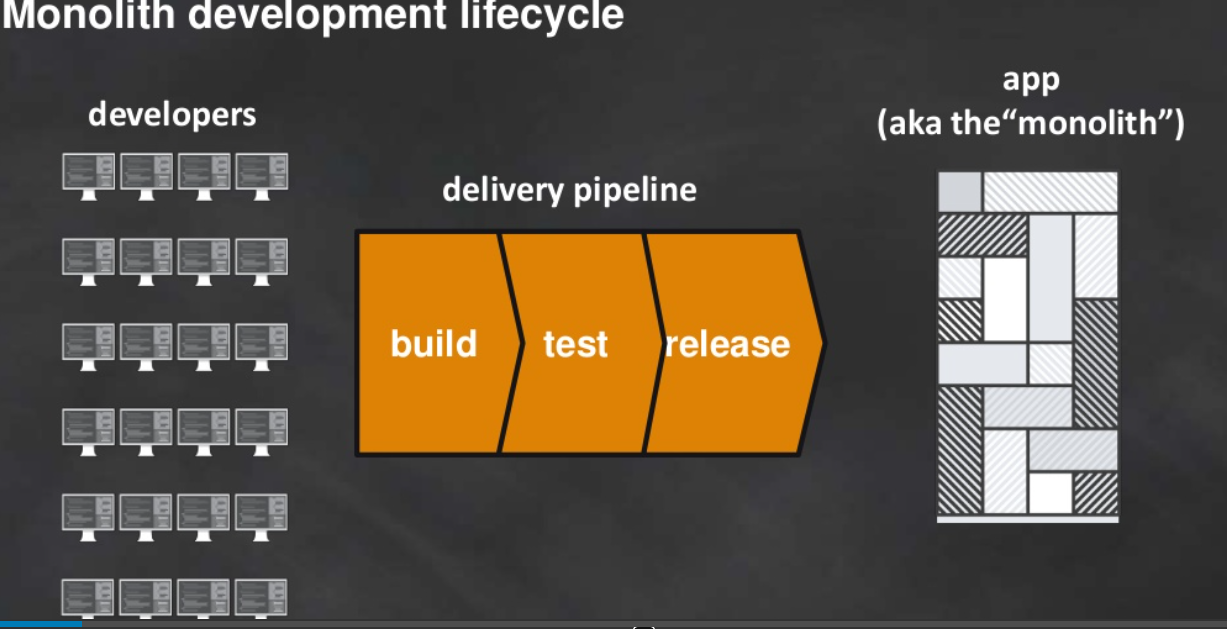 Monolith development lifecycle
developers
app
(aka the“monolith”)
delivery pipeline
build
test
release